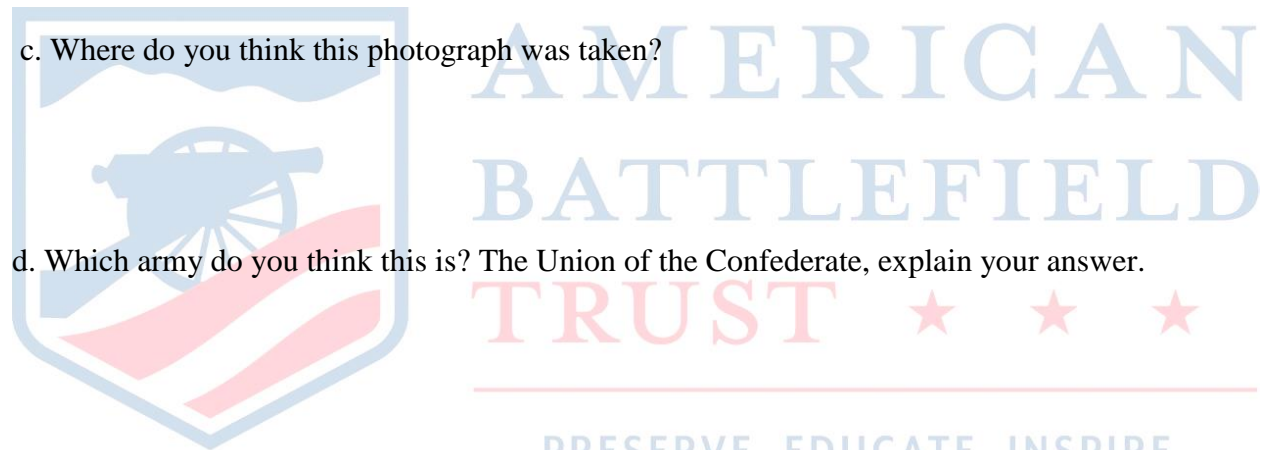 c. Where do you think this photograph was taken?
AMERICAN
BATTLEFIELD
d. Which army do you think this is? The Union of the Confederate, explain your answer.
TRUST
PRESERVE EDUCATE INSPIRE